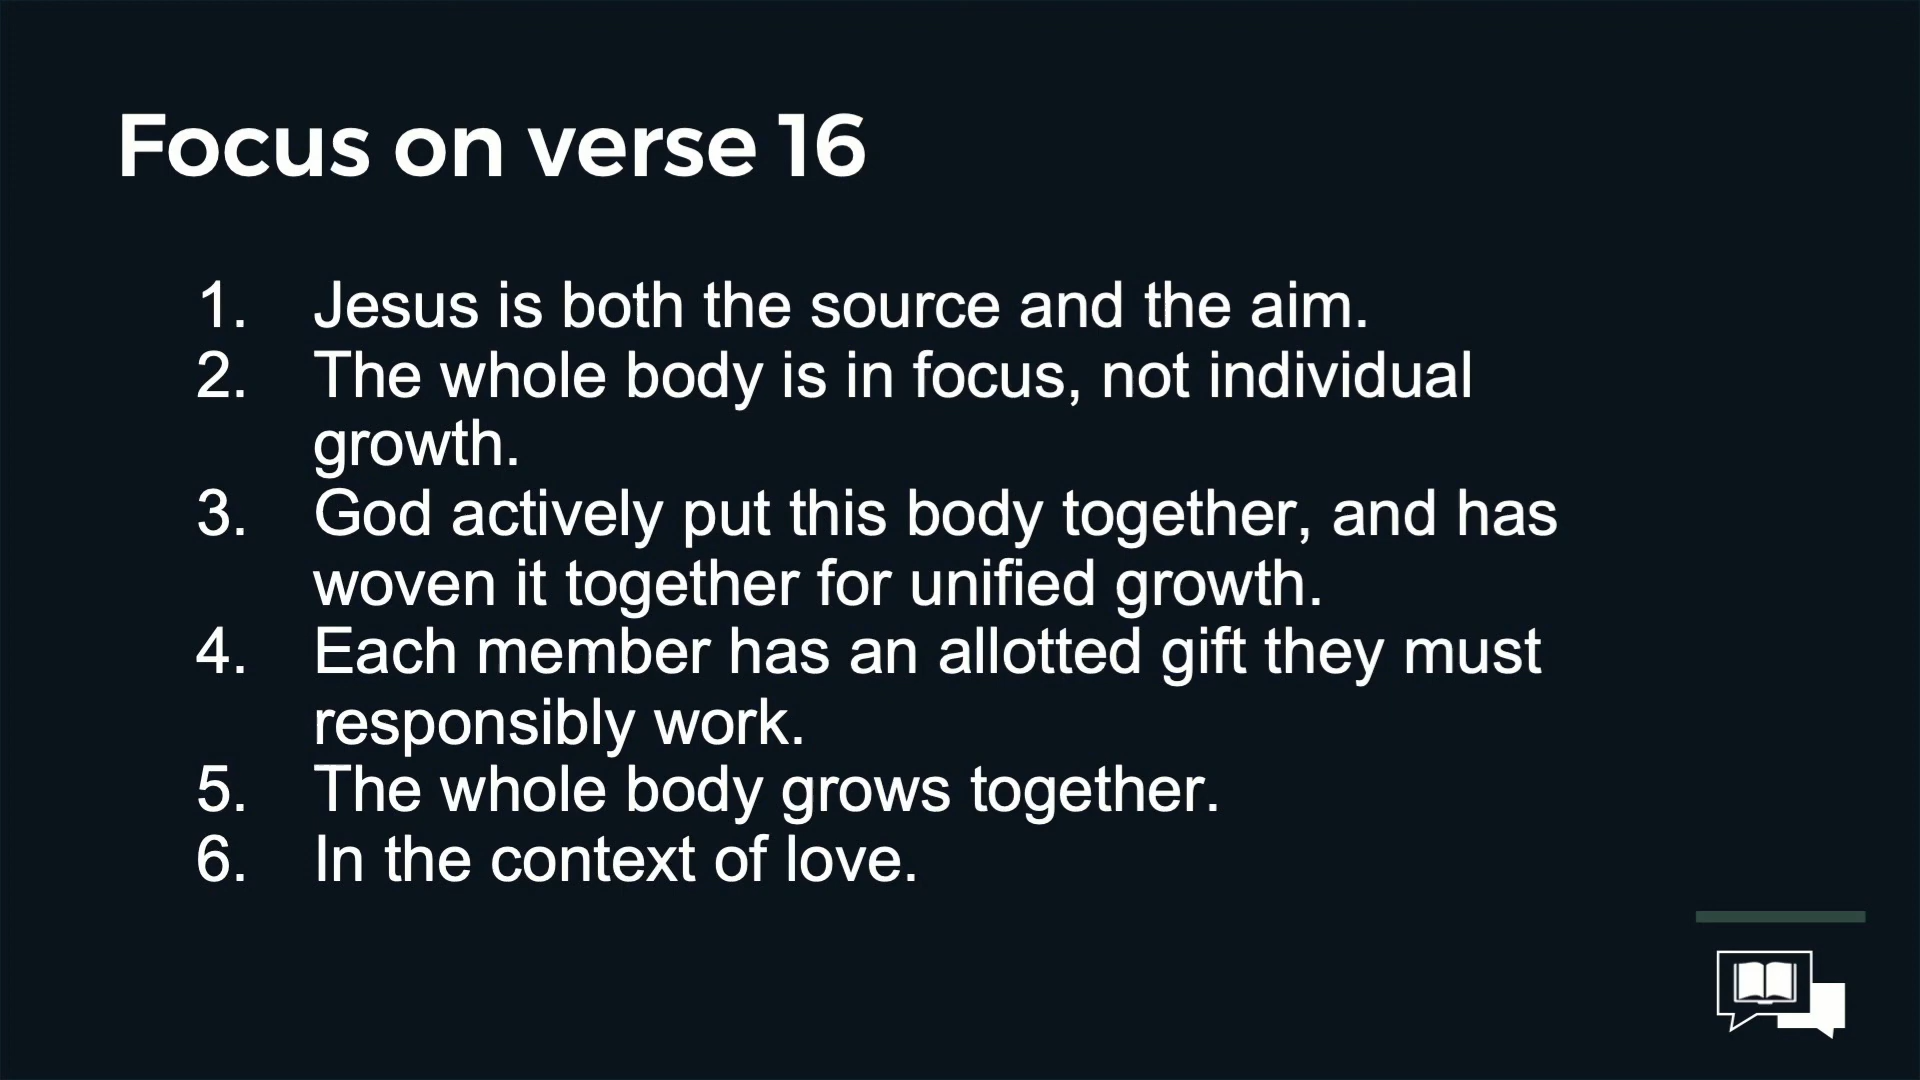 Focus on verse 16
1. Jesus is both the source and the aim.
2. The whole body is in focus, not individual
growth.
3. God actively put this body together, and has
woven it together for unified growth.
4. Each member has an allotted gift they must
responsibly work.
5. The whole body grows together.
6. In the context of love.